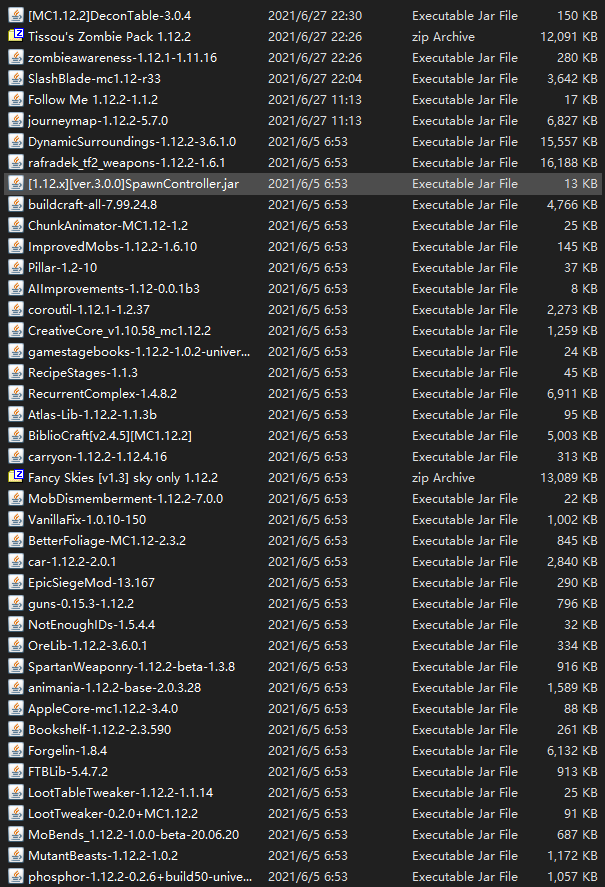 [MC1.12.2]DeconTable-3.0.4 2021/6/27 22:30 Executable Jar File 150 KB
Tissou's Zombie Pack 1.12.2 2021/6/27 22:26 zip Archive 12,091 KB
zombieawareness-1.12.1-1.11.16 2021/6/27 22:26 Executable Jar File 280 KB
SlashBlade-mc1.12-r33 2021/6/27 22:04 Executable Jar File 3,642 KB
Follow Me 1.12.2-1.1.2 2021/6/27 11:13 Executable Jar File 17 KB
journeymap-1.12.2-5.7.0 2021/6/27 11:13 Executable Jar File 6,827 KB
DynamicSurroundings-1.12.2-3.6.1.0 2021/6/5 6:53 Executable Jar File 15,557 KB
rafradek_tf2_weapons-1.12.2-1.6.1 2021/6/5 6:53 Executable Jar File 16,188 KB
[1.12.x][ver.3.0.0]SpawnController.jar 2021/6/5 6:53 Executable Jar File 13 KB
buildcraft-all-7.99.24.8 2021/6/5 6:53 Executable Jar File 4,766 KB
ChunkAnimator-MC1.12-1.2 2021/6/5 6:53 Executable Jar File 25 KB
ImprovedMobs-1.12.2-1.6.10 2021/6/5 6:53 Executable Jar File 145 KB
Pillar-1.2-10 2021/6/5 6:53 Executable Jar File 37 KB
AIImprovements-1.12-0.0.1b3 2021/6/5 6:53 Executable Jar File 8 KB
coroutil-1.12.1-1.2.37 2021/6/5 6:53 Executable Jar File 2,273 KB
CreativeCore_v1.10.58_mc1.12.2 2021/6/5 6:53 Executable Jar File 1,259 KB
gamestagebooks-1.12.2-1.0.2-univer... 2021/6/5 6:53 Executable Jar File 24 KB
RecipeStages-1.1.3 2021/6/5 6:53 Executable Jar File 45 KB
RecurrentComplex-1.4.8.2 2021/6/5 6:53 Executable Jar File 6,911 KB
Atlas-Lib-1.12.2-1.1.3b 2021/6/5 6:53 Executable Jar File 95 KB
BiblioCraft[v2.4.5][MC1.12.2] 2021/6/5 6:53 Executable Jar File 5,003 KB
carryon-1.12.2-1.12.4.16 2021/6/5 6:53 Executable Jar File 313 KB
Fancy Skies [v1.3] sky only 1.12.2 2021/6/5 6:53 zip Archive 13,089 KB
MobDismemberment-1.12.2-7.0.0 2021/6/5 6:53 Executable Jar File 22 KB
VanillaFix-1.0.10-150 2021/6/5 6:53 Executable Jar File 1,002 KB
BetterFoliage-MC1.12-2.3.2 2021/6/5 6:53 Executable Jar File 845 KB
car-1.12.2-2.0.1 2021/6/5 6:53 Executable Jar File 2,840 KB
EpicSiegeMod-13.167 2021/6/5 6:53 Executable Jar File 290 KB
guns-0.15.3-1.12.2 2021/6/5 6:53 Executable Jar File 796 KB
NotEnoughIDs-1.5.4.4 2021/6/5 6:53 Executable Jar File 32 KB
OreLib-1.12.2-3.6.0.1 2021/6/5 6:53 Executable Jar File 334 KB
SpartanWeaponry-1.12.2-beta-1.3.8 2021/6/5 6:53 Executable Jar File 916 KB
animania-1.12.2-base-2.0.3.28 2021/6/5 6:53 Executable Jar File 1,589 KB
AppleCore-mc1.12.2-3.4.0 2021/6/5 6:53 Executable Jar File 88 KB
Bookshelf-1.12.2-2.3.590 2021/6/5 6:53 Executable Jar File 261 KB
Forgelin-1.8.4 2021/6/5 6:53 Executable Jar File 6,132 KB
FTBLib-5.4.7.2 2021/6/5 6:53 Executable Jar File 913 KB
LootTableTweaker-1.12.2-1.1.14 2021/6/5 6:53 Executable Jar File 25 KB
LootTweaker-0.2.0+MC1.12.2 2021/6/5 6:53 Executable Jar File 91 KB
MoBends_1.12.2-1.0.0-beta-20.06.20 2021/6/5 6:53 Executable Jar File 687 KB
MutantBeasts-1.12.2-1.0.2 2021/6/5 6:53 Executable Jar File 1,172 KB
phosphor-1.12.2-0.2.6+build50-unive... 2021/6/5 6:53 Executable Jar File 1,057 KB